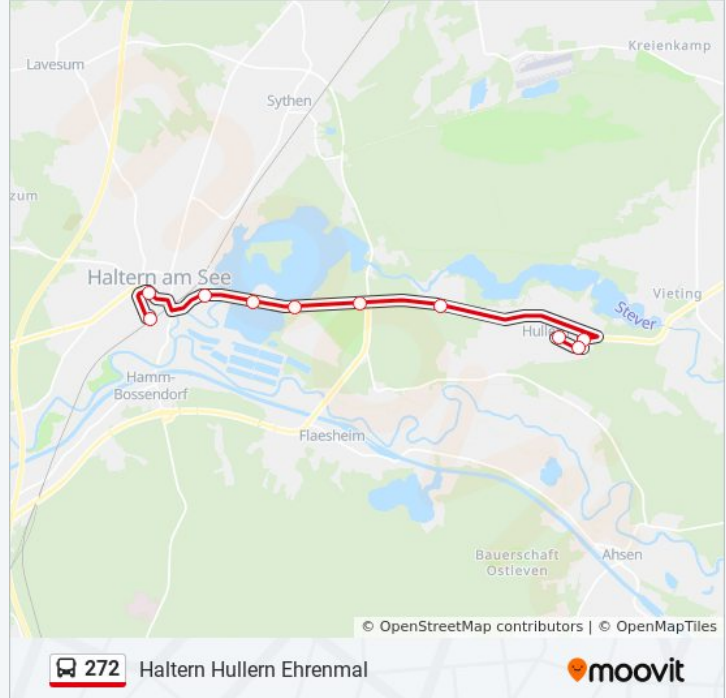 Kreienkamp
Lavesum
Sythen
zum
Haltern am See
Vieting
Stever
Hulle
Hamm-
Bossendorf
Flaesheim
Bauerschaft
Ostleven
Ahsen
© OpenStreetMap contributors | © OpenMapTiles
272 Haltern Hullern Ehrenmal
moovit